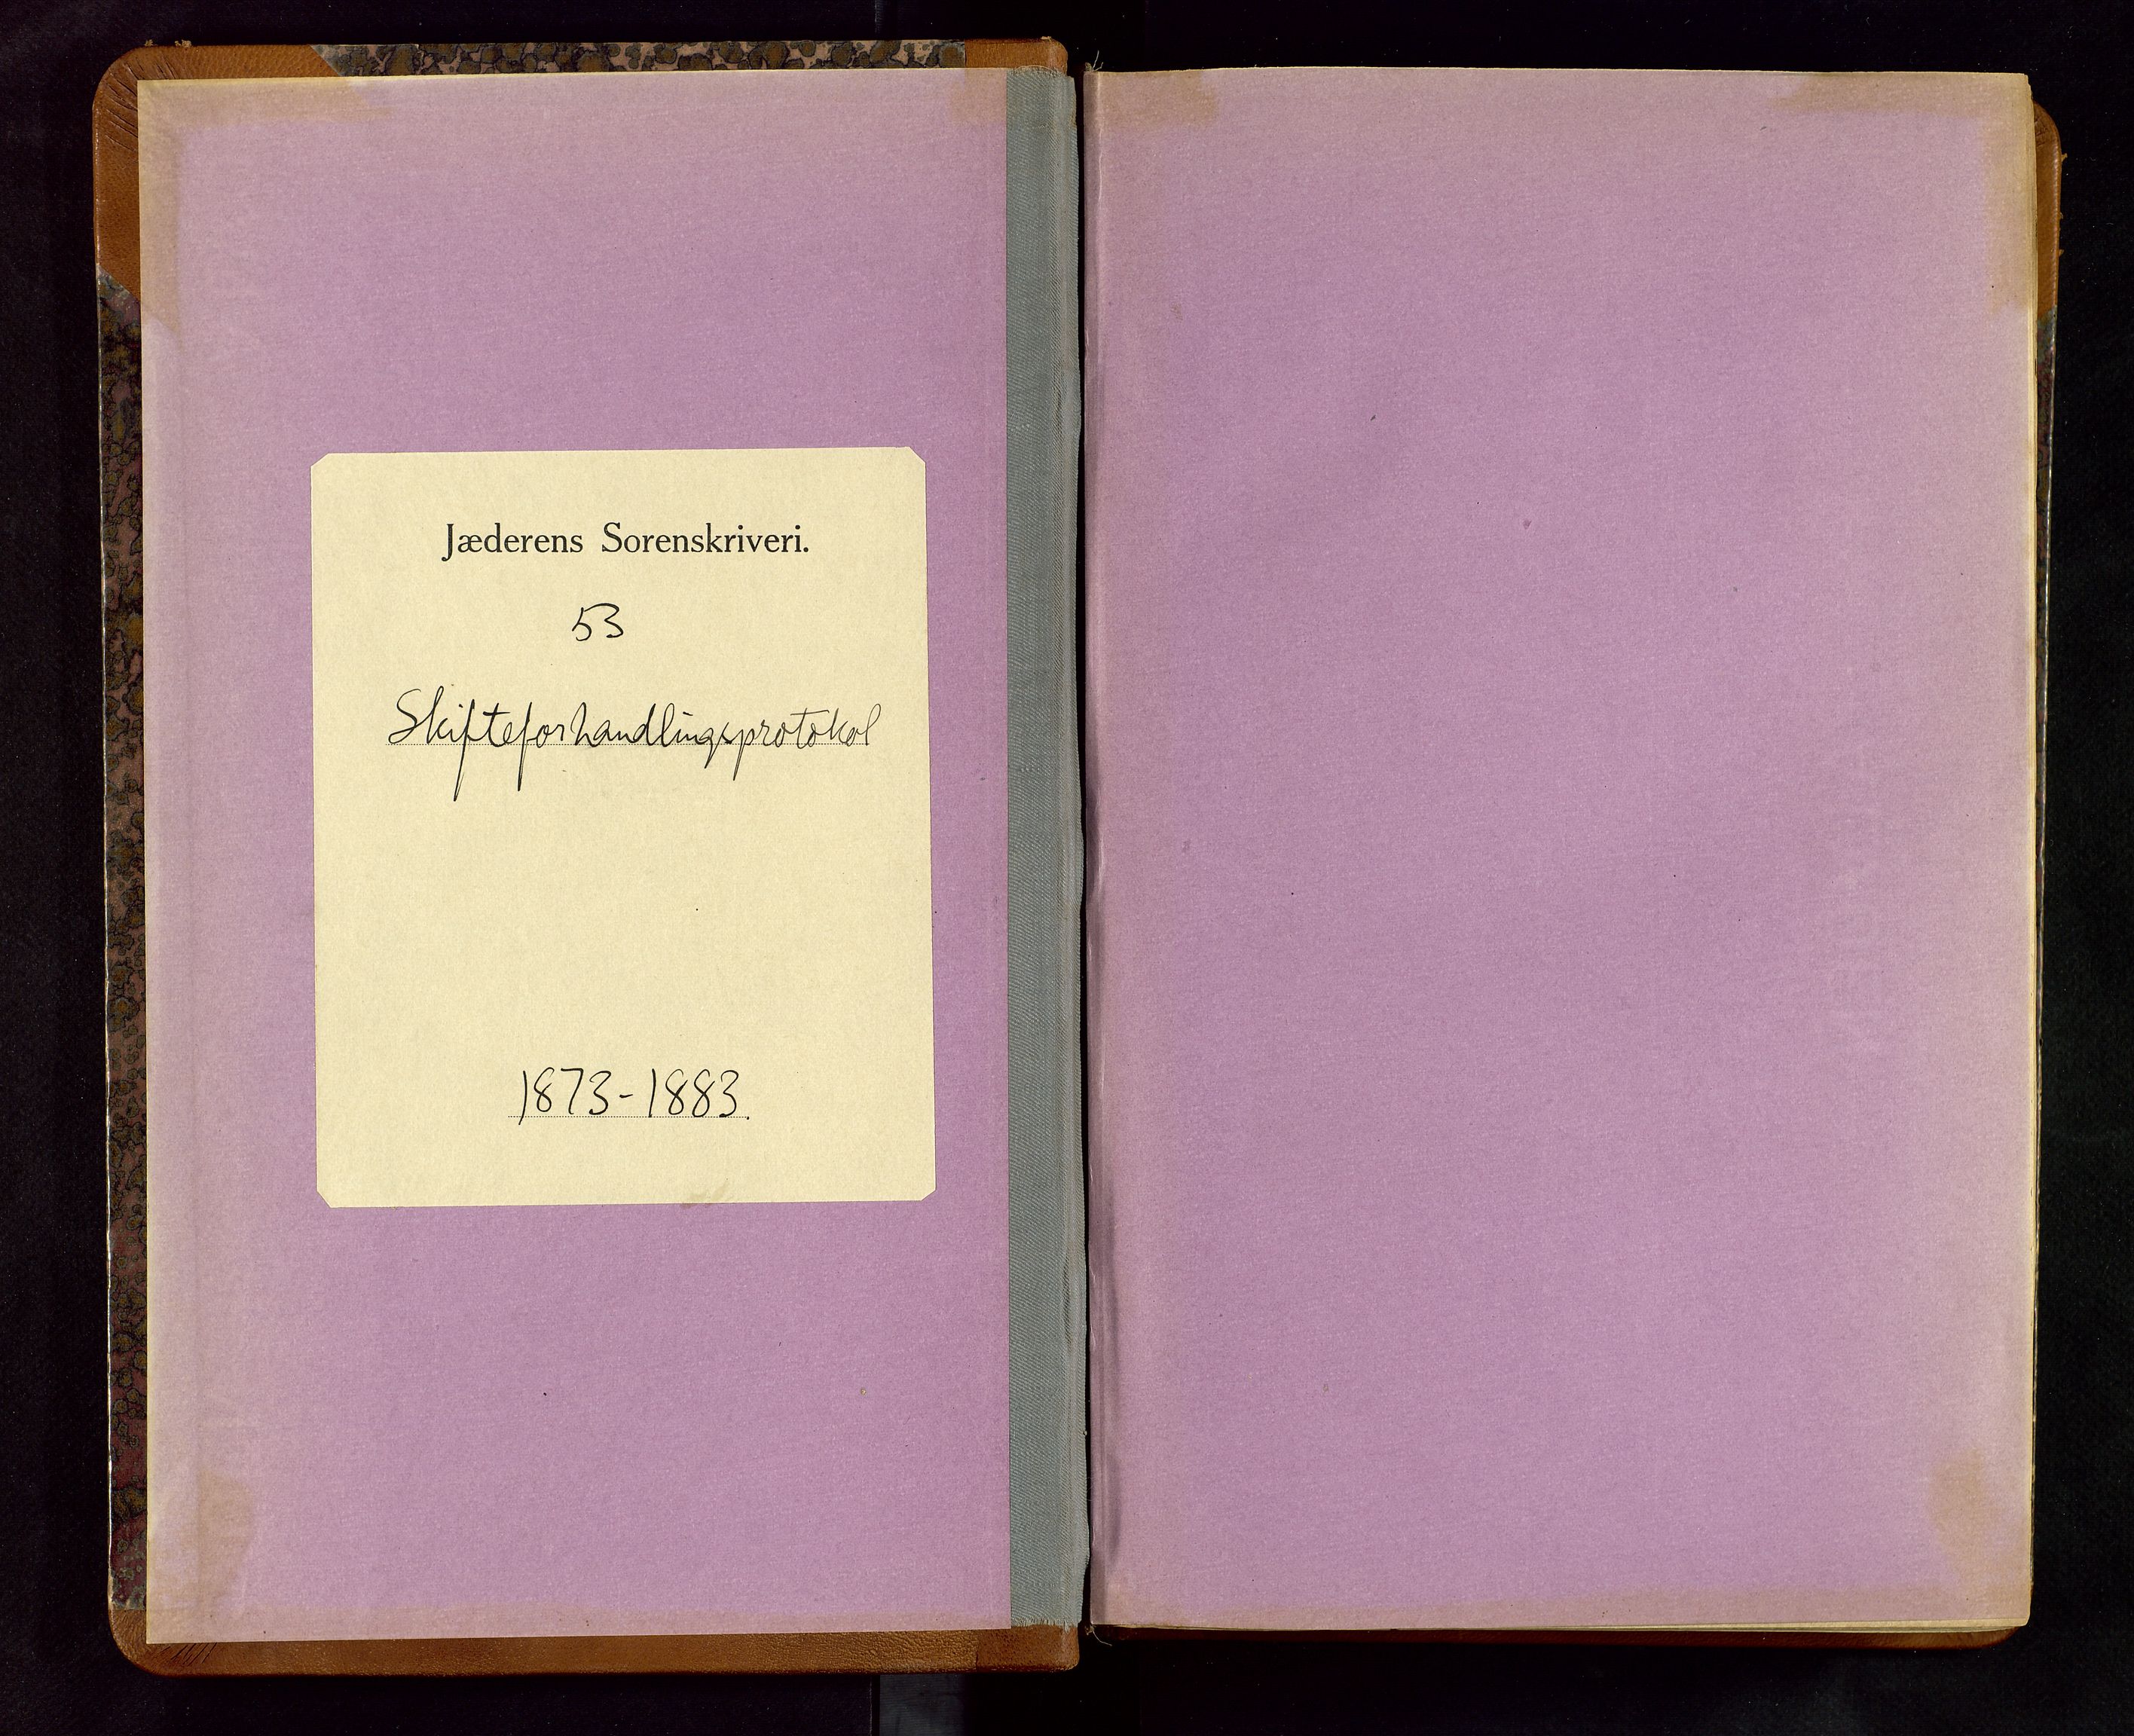 Jæderens Sorenskriveri.
53
Skifteforhandlingsprotokol
1873-1883.